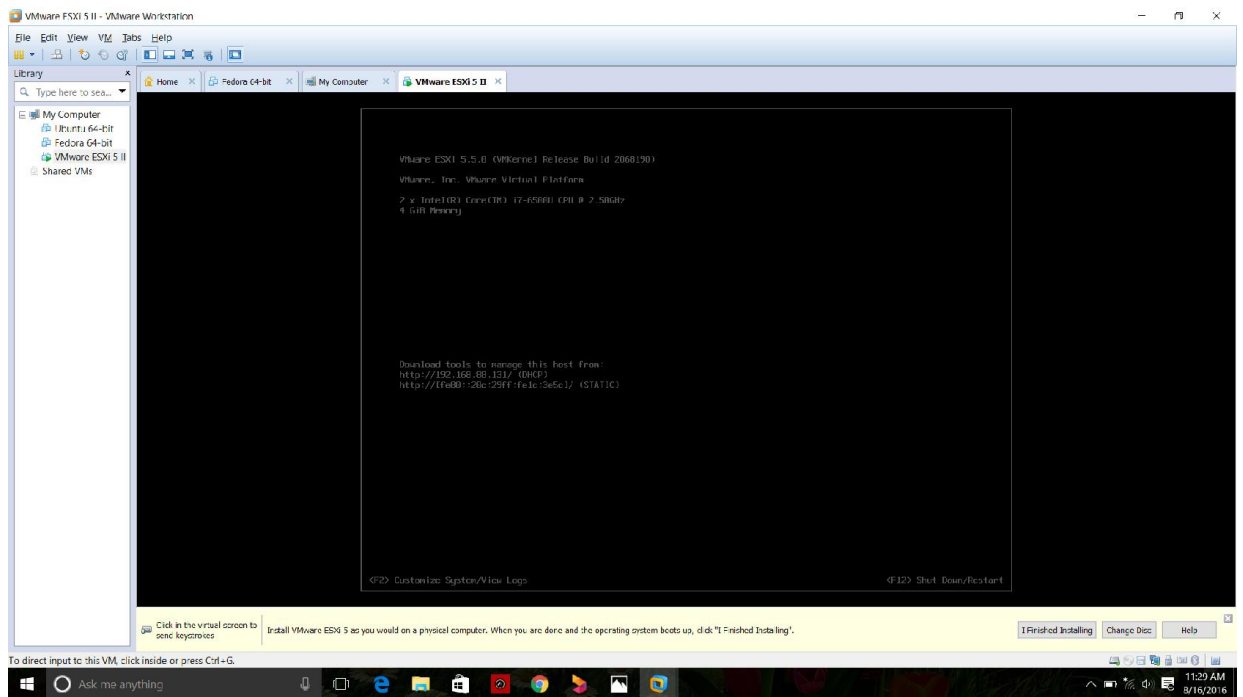 VMware ESXi 5 II - VMware Workstation
File Edit View VM Tabs Help
Library
Type here to sea...
My Computer
Ubuntu 64-bit
Fedora 64-bit
VMware ESXi 5 II
Shared VMs
Home Fedora 64-bit My Computer VMware ESXi 5 II
VMware ESXi 5.5.0 (VMKernel Release Build 2068190)
VMware, Inc. VMware Virtual Platform
2 x Intel(R) Core(TM) i7-6500U CPU @ 2.50GHz
4 GiB Memory
Download tools to manage this host from:
http://192.168.88.131/ (DHCP)
http://[fe80::20c:29ff:fe1c:3e5c]/ (STATIC)
<F2> Customize System/View Logs <F12> Shut Down/Restart
Click in the virtual screen to
send keystrokes
Install VMware ESXi 5 as you would on a physical computer. When you are done and the operating system boots up, click "I Finished Installing".
I Finished Installing Change Disc Help
To direct input to this VM, click inside or press Ctrl+G.
Ask me anything
11:29 AM
8/16/2016